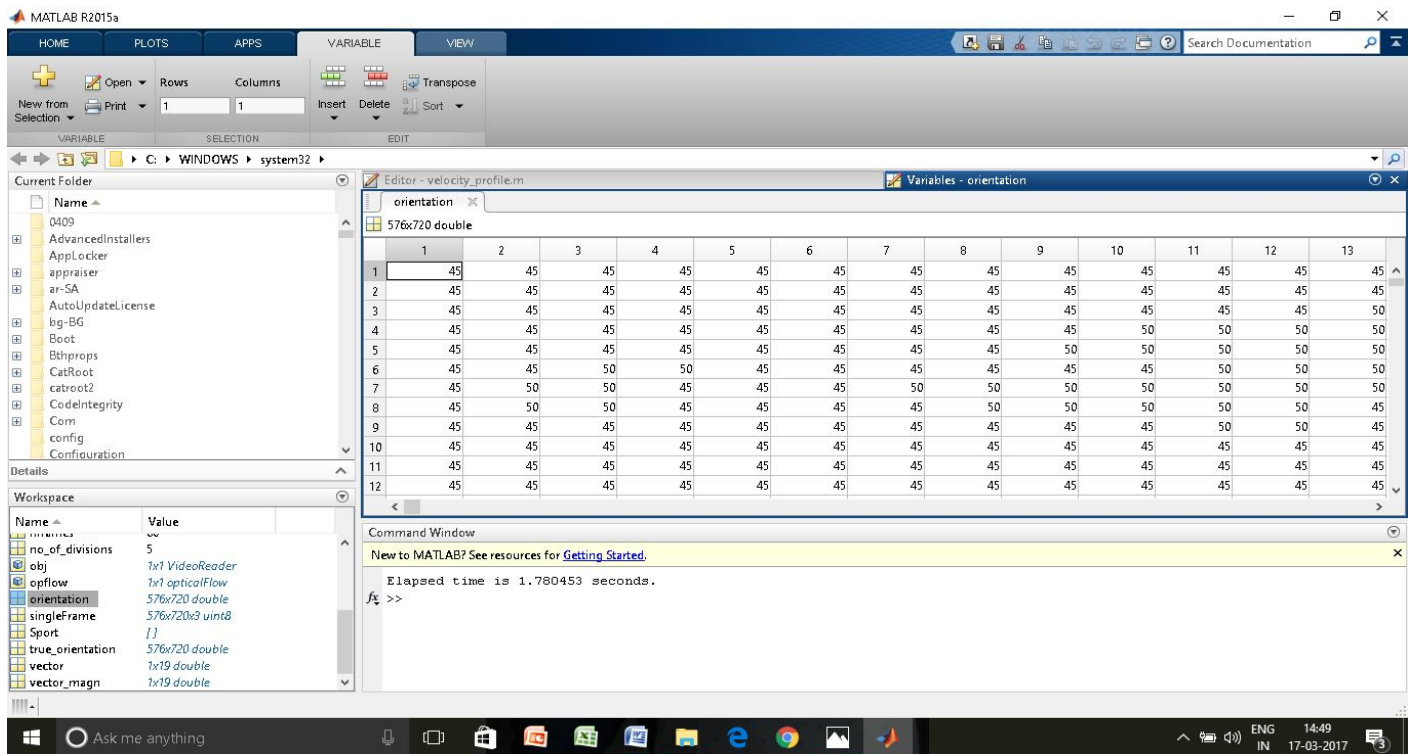 MATLAB R2015a
HOME PLOTS APPS VARIABLE VIEW
Search Documentation
New from Selection
Open
Print
Rows Columns
1 1
Insert Delete
Transpose
Sort
VARIABLE SELECTION EDIT
C: WINDOWS system32
Current Folder
Name
0409
AdvancedInstallers
AppLocker
appraiser
ar-SA
AutoUpdateLicense
bg-BG
Boot
Bthprops
CatRoot
catroot2
CodeIntegrity
Com
config
Configuration
Details
Workspace
Name Value
no_of_divisions 5
obj 1x1 VideoReader
opflow 1x1 opticalFlow
orientation 576x720 double
singleFrame 576x720x3 uint8
Sport []
true_orientation 576x720 double
vector 1x19 double
vector_magn 1x19 double
Editor - velocity_profile.m
Variables - orientation
orientation
576x720 double
1 2 3 4 5 6 7 8 9 10 11 12 13
1 45 45 45 45 45 45 45 45 45 45 45 45 45
2 45 45 45 45 45 45 45 45 45 45 45 45 45
3 45 45 45 45 45 45 45 45 45 45 45 45 50
4 45 45 45 45 45 45 45 45 45 50 50 50 50
5 45 45 45 45 45 45 45 45 50 50 50 50 50
6 45 45 50 50 45 45 45 45 45 50 50 50 50
7 45 50 50 45 45 45 50 50 50 50 50 50 50
8 45 50 50 45 45 45 45 50 50 50 50 50 45
9 45 45 45 45 45 45 45 45 45 45 50 50 45
10 45 45 45 45 45 45 45 45 45 45 45 45 45
11 45 45 45 45 45 45 45 45 45 45 45 45 45
12 45 45 45 45 45 45 45 45 45 45 45 45 45
Command Window
New to MATLAB? See resources for Getting Started.
Elapsed time is 1.780453 seconds.
fx >>
Ask me anything
ENG 14:49
IN 17-03-2017